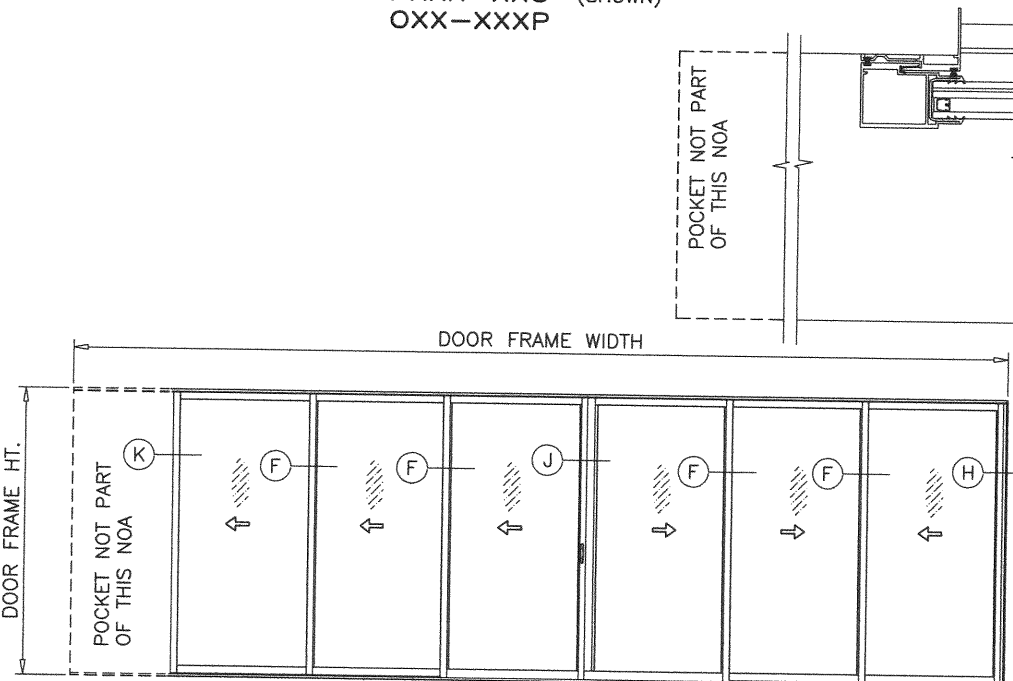 (SHOWN)
OXX—XXXP
POCKET NOT PART
OF THIS NOA
DOOR FRAME WIDTH
DOOR FRAME HT.
POCKET NOT PART
OF THIS NOA
K
F
F
J
F
F
H